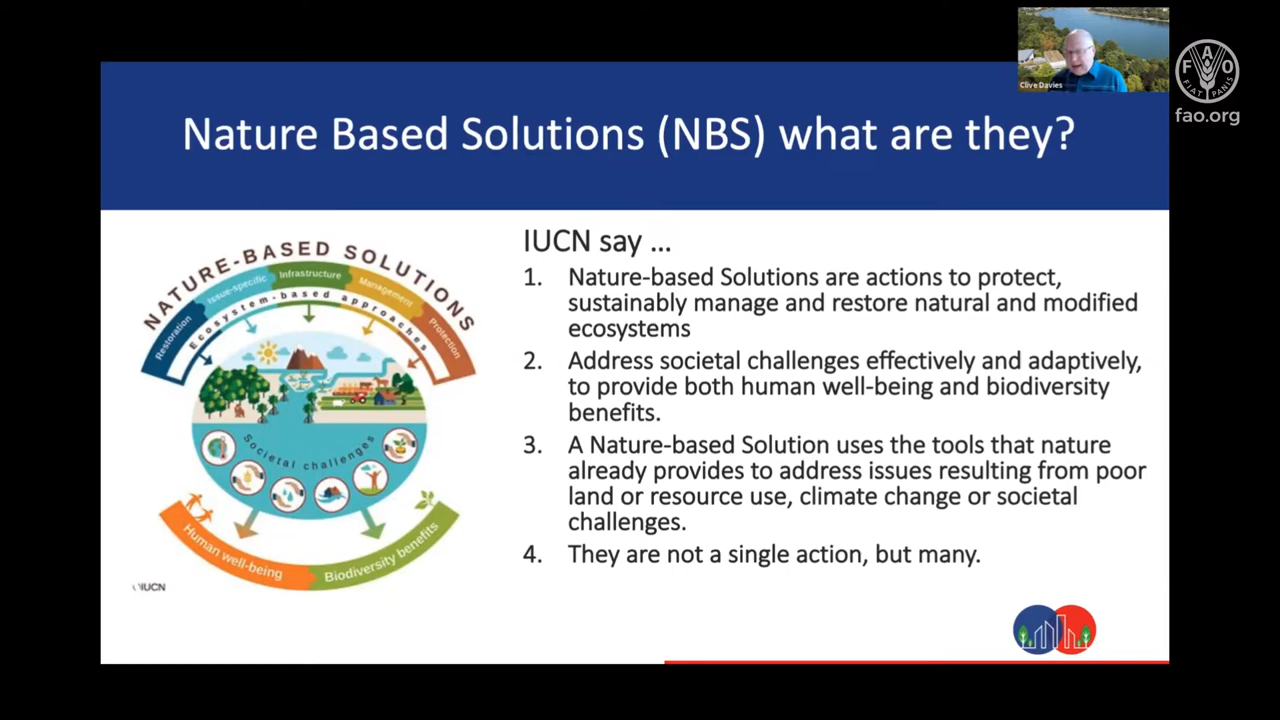 Clive Davies
FAO
FIAT PANIS
fao.org
Nature Based Solutions (NBS) what are they?
NATURE-BASED SOLUTIONS
Restoration
Issue-specific
Infrastructure
Management
Protection
Ecosystem-based approaches
Societal challenges
Human well-being
Biodiversity benefits
IUCN
IUCN say ...
1. Nature-based Solutions are actions to protect,
sustainably manage and restore natural and modified
ecosystems
2. Address societal challenges effectively and adaptively,
to provide both human well-being and biodiversity
benefits.
3. A Nature-based Solution uses the tools that nature
already provides to address issues resulting from poor
land or resource use, climate change or societal
challenges.
4. They are not a single action, but many.